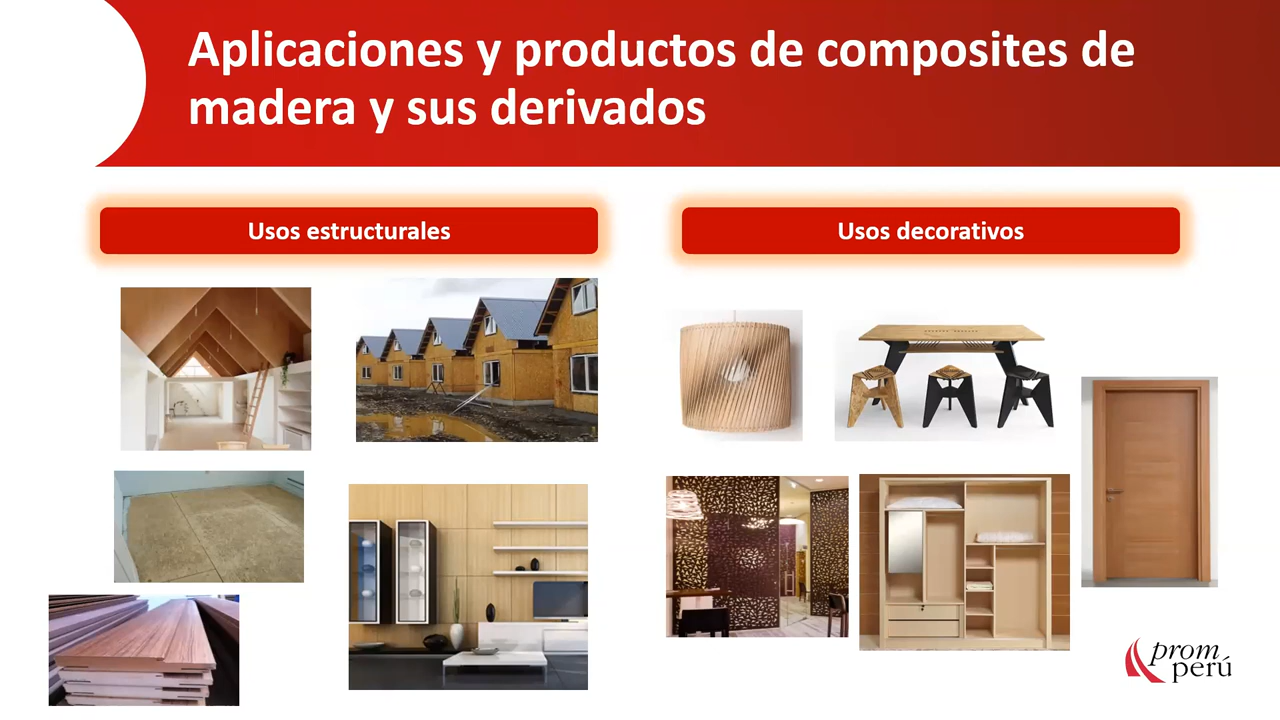 Aplicaciones y productos de composites de
madera y sus derivados
Usos estructurales
Usos decorativos
prom
perú